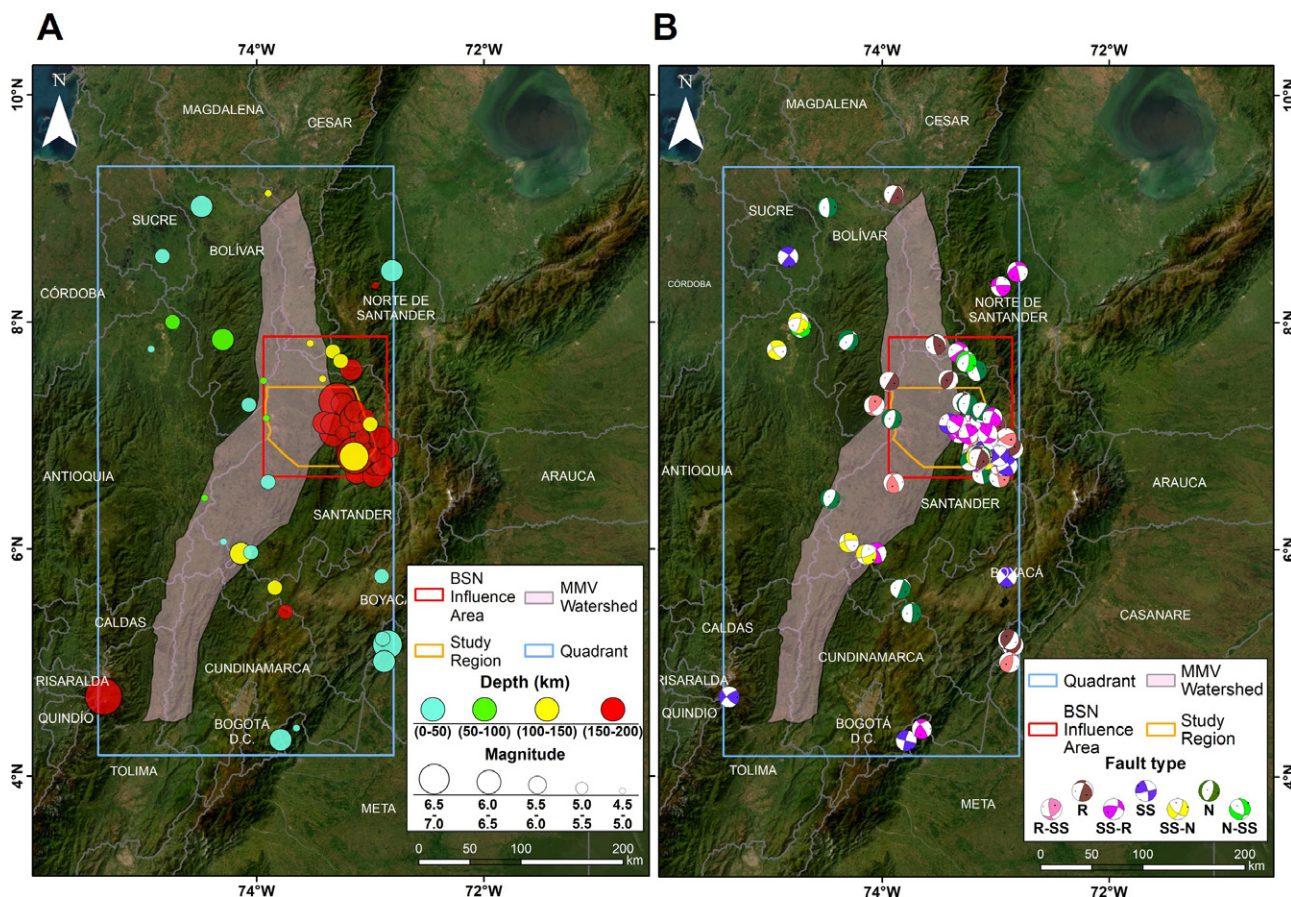 A
74°W
72°W
N
10°N
8°N
6°N
4°N
MAGDALENA
CESAR
SUCRE
BOLÍVAR
CÓRDOBA
NORTE DE
SANTANDER
ANTIOQUIA
SANTANDER
ARAUCA
BOYACÁ
CALDAS
CUNDINAMARCA
RISARALDA
QUINDÍO
BOGOTÁ
D.C.
TOLIMA
META
BSN
Influence
Area
MMV
Watershed
Study
Region
Quadrant
Depth (km)
(0-50) (50-100) (100-150) (150-200)
Magnitude
6.5 6.0 5.5 5.0 4.5
7.0 6.5 6.0 5.5 5.0
0 50 100 200
km
74°W
72°W
B
74°W
72°W
N
10°N
8°N
6°N
4°N
MAGDALENA
CESAR
SUCRE
BOLÍVAR
CÓRDOBA
NORTE DE
SANTANDER
ANTIOQUIA
SANTANDER
ARAUCA
BOYACÁ
CASANARE
CALDAS
CUNDINAMARCA
RISARALDA
QUINDÍO
BOGOTÁ
D.C
TOLIMA
META
Quadrant
MMV
Watershed
BSN
Influence
Area
Study
Region
Fault type
R SS N
R-SS SS-R SS-N N-SS
0 50 100 200
km
74°W
72°W